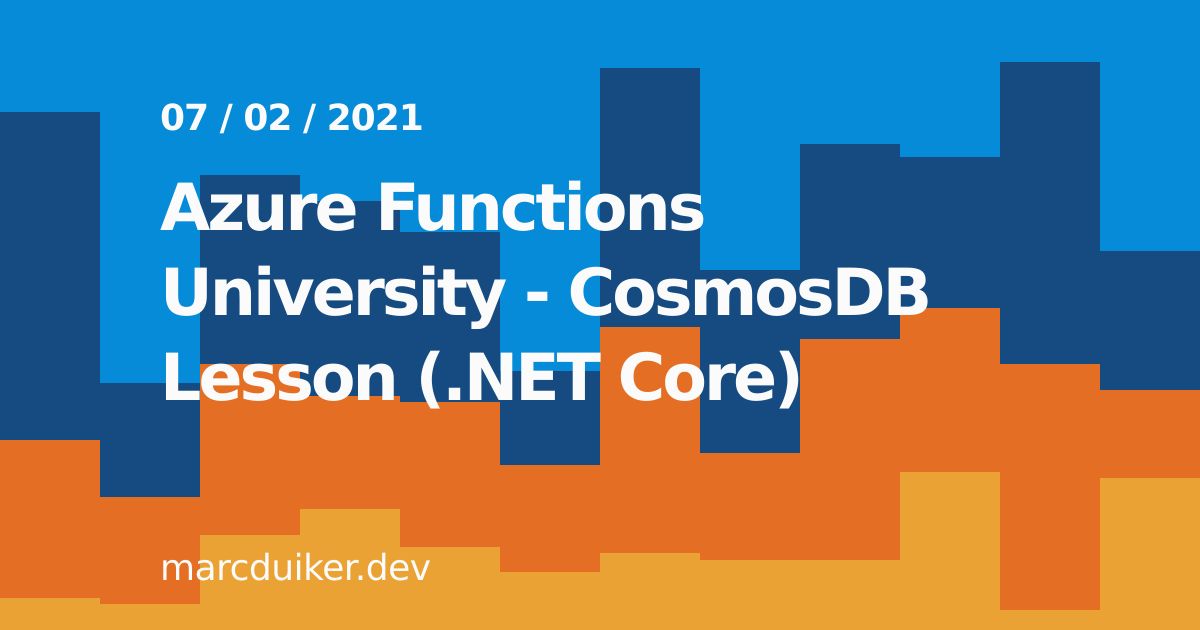 07 / 02 / 2021
Azure Functions
University - CosmosDB
Lesson (.NET Core)
marcduiker.dev